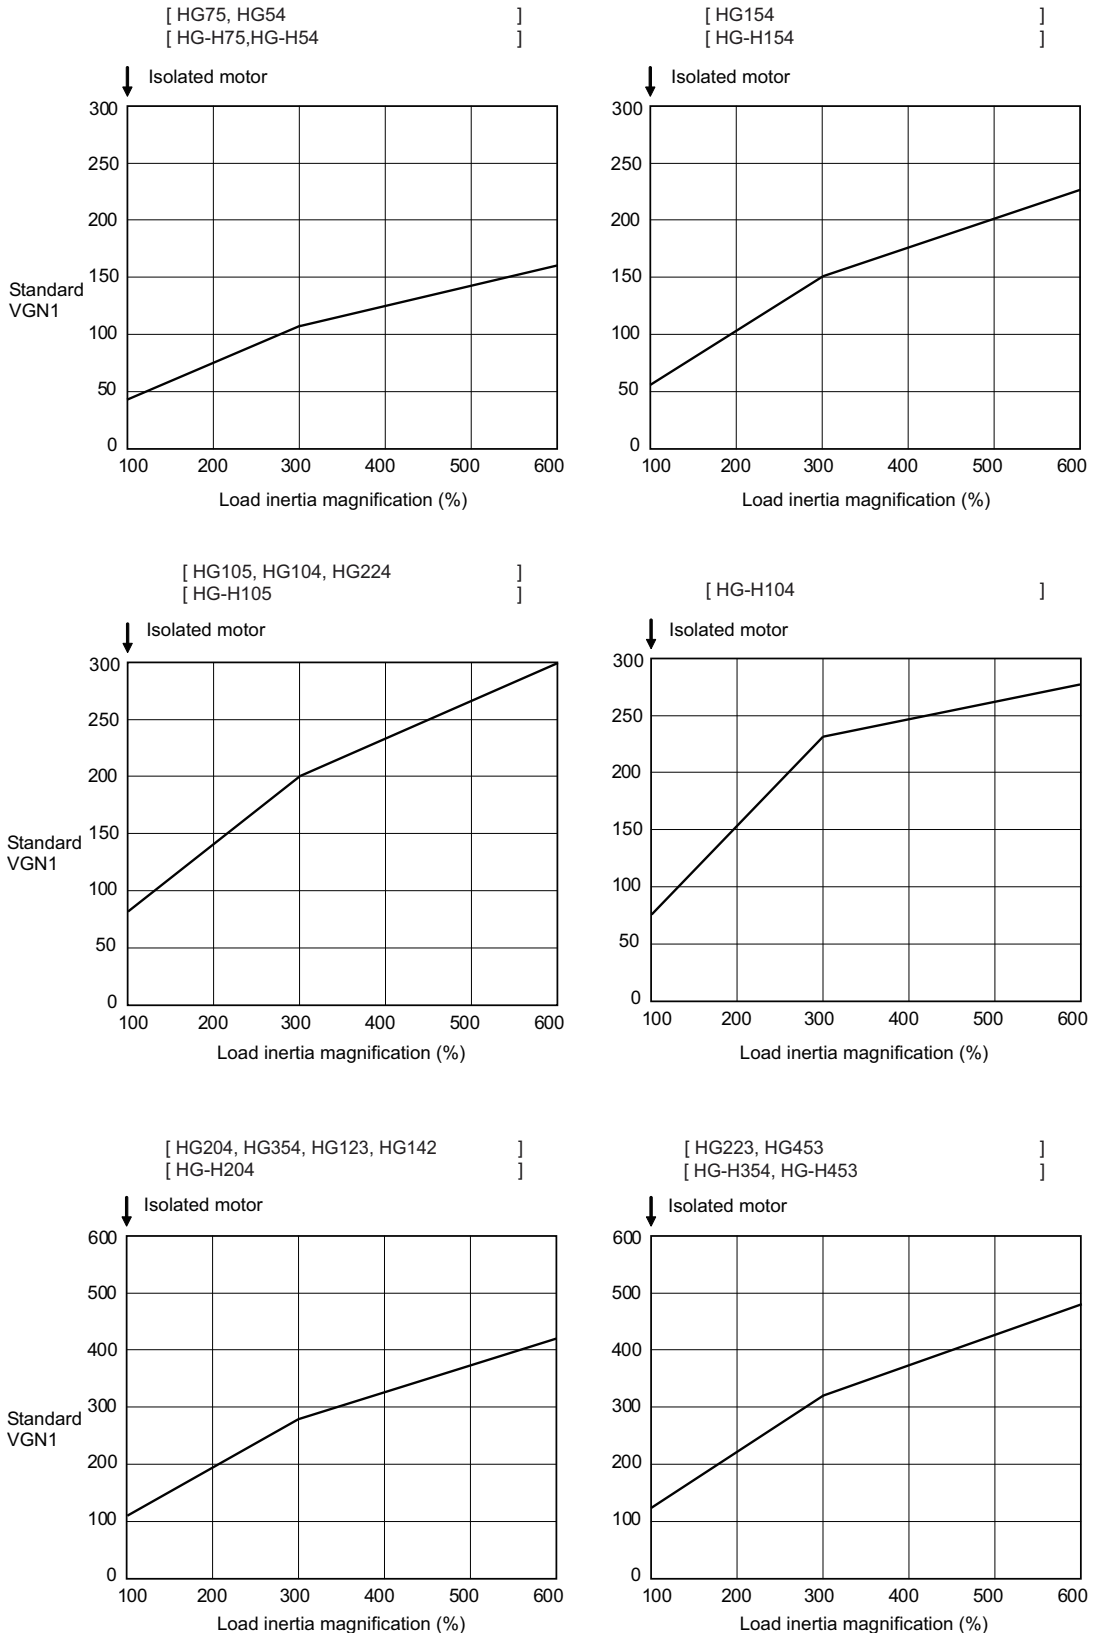 [ HG75, HG54 ]
[ HG-H75,HG-H54 ]
Isolated motor
300
250
200
150
100
50
0
Standard
VGN1
100 200 300 400 500 600
Load inertia magnification (%)
[ HG154 ]
[ HG-H154 ]
Isolated motor
300
250
200
150
100
50
0
100 200 300 400 500 600
Load inertia magnification (%)
[ HG105, HG104, HG224 ]
[ HG-H105 ]
Isolated motor
300
250
200
150
100
50
0
Standard
VGN1
100 200 300 400 500 600
Load inertia magnification (%)
[ HG-H104 ]
Isolated motor
300
250
200
150
100
50
0
100 200 300 400 500 600
Load inertia magnification (%)
[ HG204, HG354, HG123, HG142 ]
[ HG-H204 ]
Isolated motor
600
500
400
300
200
100
0
Standard
VGN1
100 200 300 400 500 600
Load inertia magnification (%)
[ HG223, HG453 ]
[ HG-H354, HG-H453 ]
Isolated motor
600
500
400
300
200
100
0
100 200 300 400 500 600
Load inertia magnification (%)